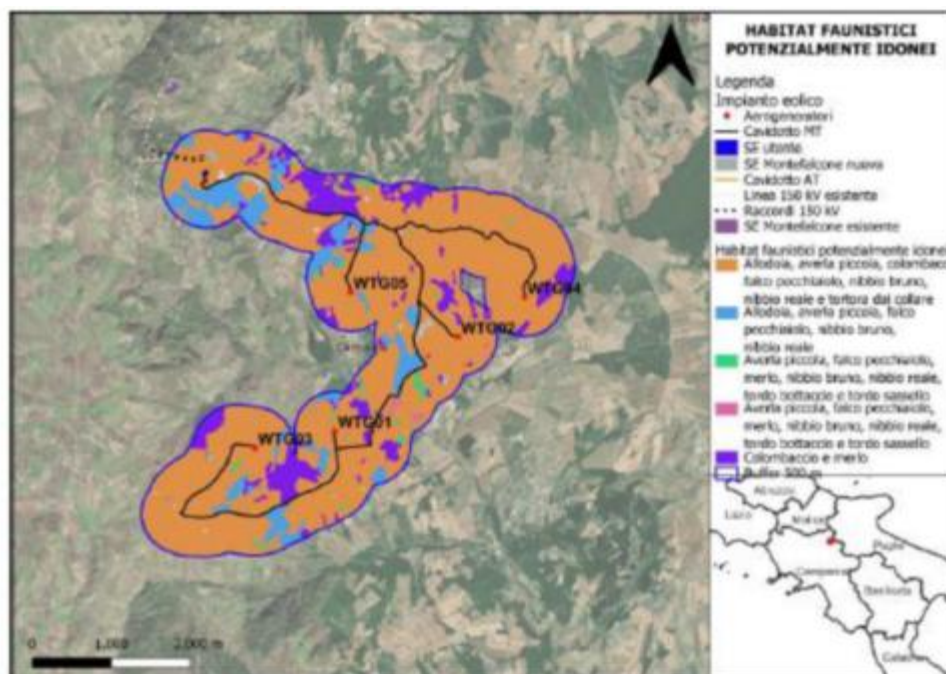 HABITAT FAUNISTICI
POTENZIALMENTE IDONEI
Legenda
Impianto eolico
Aerogeneratori
Cavidotto MT
SE utente
SE Montefalcone nuova
Cavidotto AT
Linea 150 kV esistente
Raccordi 150 kV
SE Montefalcone esistente
Habitat faunistici potenzialmente idonei
Allodola, averla piccola, colombaccio,
falco pecchiaiolo, nibbio bruno,
nibbio reale e tortora dal collare
Allodola, averla piccola, falco
pecchiaiolo, nibbio bruno,
nibbio reale
Averla piccola, falco pecchiaiolo,
merlo, nibbio bruno, nibbio reale,
tordo bottaccio e tordo sassello
Averla piccola, falco pecchiaiolo,
merlo, nibbio bruno, nibbio reale,
tordo bottaccio e tordo sassello
Colombaccio e merlo
Buffer 500 m
WTG05
WTG04
WTG02
WTG01
WTG03
0 1.000 2.000 m
Abruzzo
Lazio
Molise
Puglia
Campania
Basilicata
Calabria